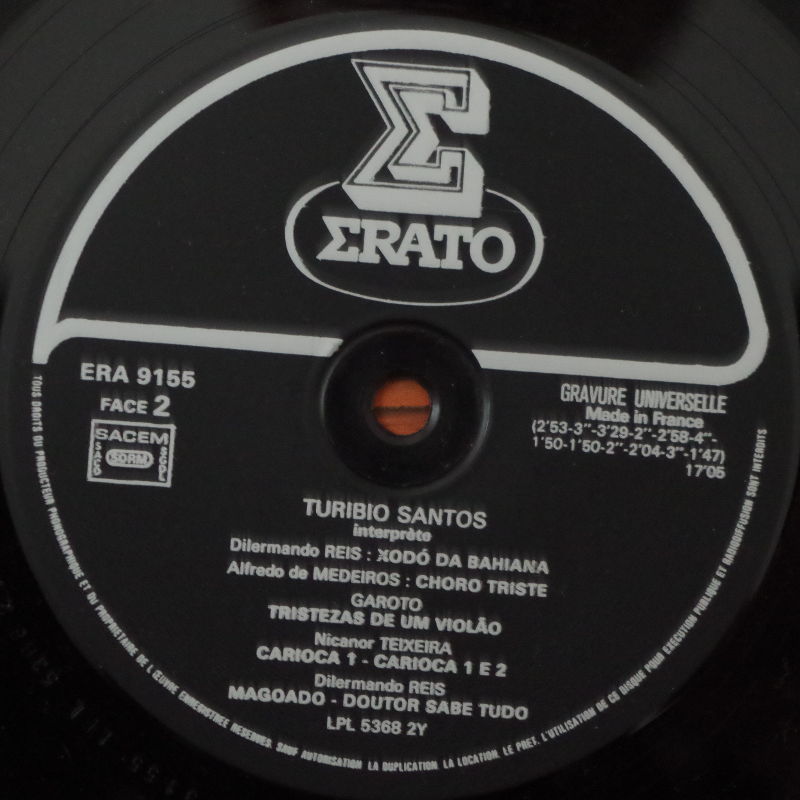 ΣRATO
ERA 9155
FACE 2
SACEM
SACD
SDRM
SGDL
GRAVURE UNIVERSELLE
Made in France
(2'53-3"-3'29-2"-2'58-4"-
1'50-1'50-2"-2'04-3"-1'47)
17'05
TURIBIO SANTOS
interprète
Dilermando REIS : XODÓ DA BAHIANA
Alfredo de MEDEIROS : CHORO TRISTE
GAROTO
TRISTEZAS DE UM VIOLÃO
Nicanor TEIXEIRA
CARIOCA 1 - CARIOCA 1 E 2
Dilermando REIS
MAGOADO - DOUTOR SABE TUDO
LPL 5368 2Y
TOUS DROITS DU PRODUCTEUR PHONOGRAPHIQUE ET DU PROPRIETAIRE DE L'ŒUVRE ENREGISTREE RESERVES. SAUF AUTORISATION LA DUPLICATION, LA LOCATION, LE PRET, L'UTILISATION DE CE DISQUE POUR EXECUTION PUBLIQUE ET RADIODIFFUSION SONT INTERDITS